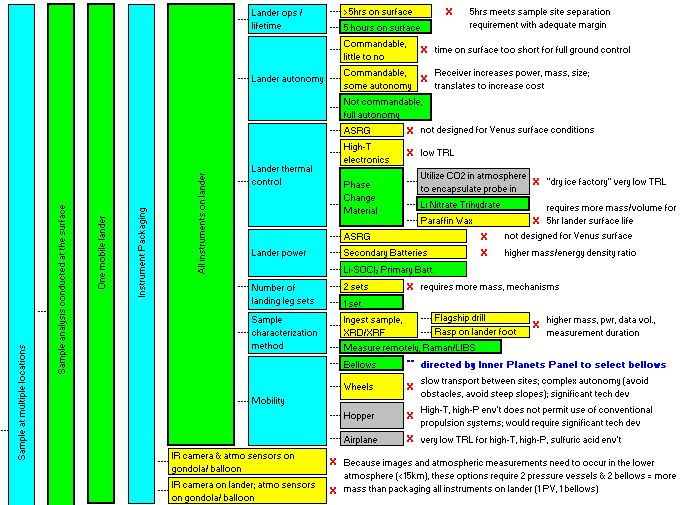 Sample at multiple locations
Sample analysis conducted at the surface
One mobile lander
Instrument Packaging
All instruments on lander
Lander ops /
lifetime
>5hrs on surface
X
5hrs meets sample site separation
requirement with adequate margin
5 hours on surface
Lander autonomy
Commandable,
little to no
X
time on surface too short for full ground control
Commandable,
some autonomy
X
Receiver increases power, mass, size;
translates to increase cost
Not commandable,
full autonomy
Lander thermal
control
ASRG
X
not designed for Venus surface conditions
High-T
electronics
X
low TRL
Phase
Change
Material
Utilize CO2 in atmosphere
to encapsulate probe in
X
"dry ice factory" very low TRL
Li Nitrate Trihydrate
Paraffin Wax
X
requires more mass/volume for
5hr lander surface life
Lander power
ASRG
X
not designed for Venus surface
Secondary Batteries
X
higher mass/energy density ratio
Li-SOCl2 Primary Batt.
Number of
landing leg sets
2 sets
X
requires more mass, mechanisms
1 set
Sample
characterization
method
Ingest sample,
XRD/XRF
Flagship drill
Rasp on lander foot
X
higher mass, pwr, data vol.,
measurement duration
Measure remotely, Raman/LIBS
Mobility
Bellows
directed by Inner Planets Panel to select bellows
Wheels
X
slow transport between sites; complex autonomy (avoid
obstacles, avoid steep slopes); significant tech dev
Hopper
X
High-T, high-P env't does not permit use of conventional
propulsion systems; would require significant tech dev
Airplane
X
very low TRL for high-T, high-P, sulfuric acid env't
IR camera & atmo sensors on
gondola/ balloon
X
IR camera on lander; atmo sensors
on gondola/ balloon
X
Because images and atmospheric measurements need to occur in the lower
atmosphere (<15km), these options require 2 pressure vessels & 2 bellows = more
mass than packaging all instruments on lander (1 PV, 1 bellows)